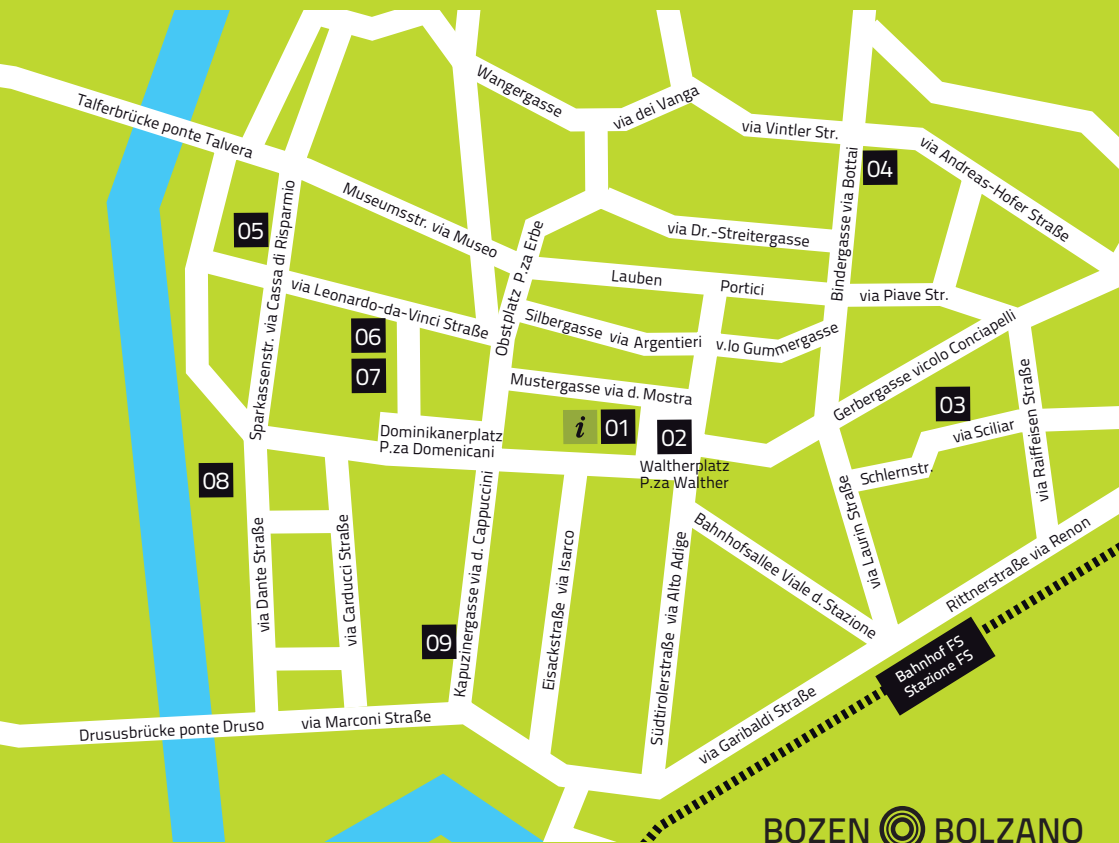 Wangergasse
via dei Vanga
Talferbrücke ponte Talvera
via Vintler Str.
via Andreas-Hofer Straße
04
Museumsstr. via Museo
05
Sparkassenstr. via Cassa di Risparmio
Obstplatz P.za Erbe
via Dr.-Streitergasse
Bindergasse via Bottai
Lauben
Portici
via Piave Str.
via Leonardo-da-Vinci Straße
Silbergasse via Argentieri
v.lo Gummergasse
Gerbergasse vicolo Conciapelli
06
07
Mustergasse via d. Mostra
03
via Sciliar
Schlernstr.
via Raiffeisen Straße
Dominikanerplatz
P.za Domenicani
i
01
02
Waltherplatz
P.za Walther
08
via Dante Straße
via Carducci Straße
Kapuzinergasse via d. Cappuccini
Eisackstraße via Isarco
Südtirolerstraße via Alto Adige
Bahnhofsallee Viale d. Stazione
via Laurin Straße
Rittnerstraße via Renon
09
Bahnhof FS
Stazione FS
Drususbrücke ponte Druso
via Marconi Straße
via Garibaldi Straße
BOZEN BOLZANO